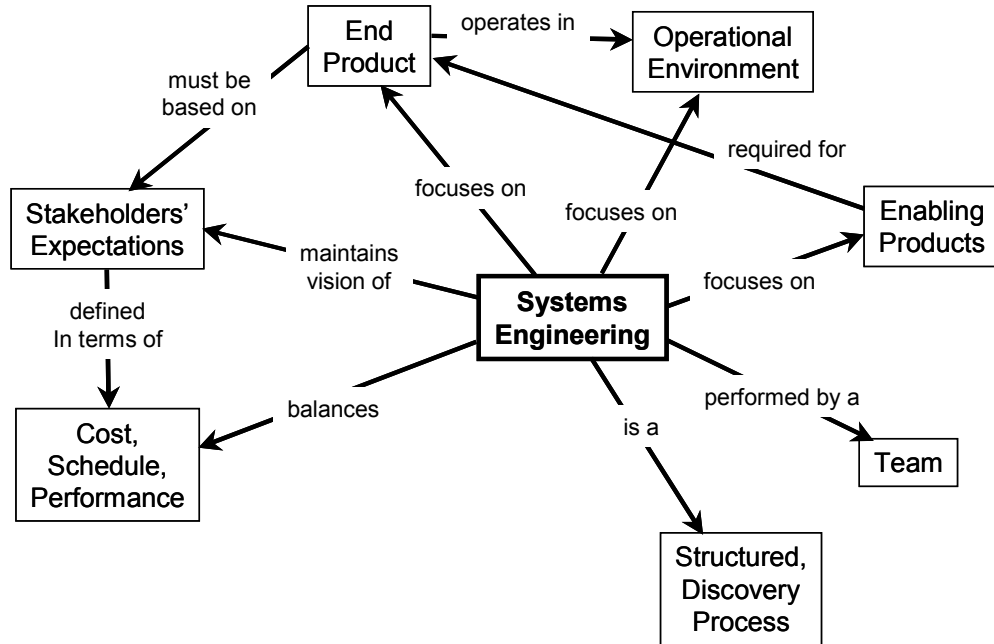 End
Product
operates in
Operational
Environment
must be
based on
required for
focuses on
focuses on
Stakeholders’
Expectations
Enabling
Products
maintains
vision of
focuses on
Systems
Engineering
defined
In terms of
performed by a
balances
is a
Cost,
Schedule,
Performance
Team
Structured,
Discovery
Process